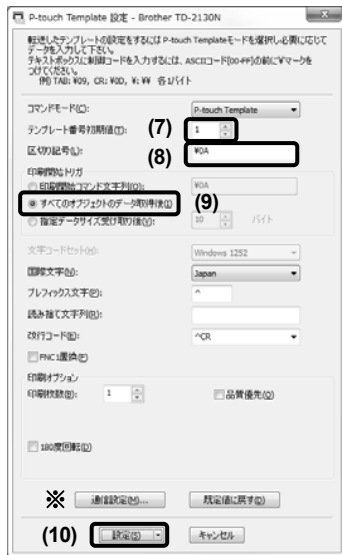 P-touch Template 設定 - Brother TD-2130N
転送したテンプレートの設定をするには P-touch Templateモードを選択し必要に応じて
データを入力して下さい。
テキストボックスに制御コードを入力するには、ASCIIコード[00-FF]の前に¥マークを
つけてください。
例) TAB: ¥09, CR: ¥0D, ¥: ¥¥ 各1バイト
コマンドモード(C): P-touch Template
テンプレート番号初期値(T): (7) 1
区切り記号(L): (8) ¥0A
印刷開始トリガ
印刷開始コマンド文字列(O): ¥0A
すべてのオブジェクトのデータ取得後(J) (9)
指定データサイズ受け取り後(V): 10 バイト
文字コードセット(H): Windows 1252
国際文字(N): Japan
プレフィックス文字(P): ^
読み捨て文字列(R):
改行コード(E): ^CR
FNC1置換(F)
印刷オプション
印刷枚数(B): 1 品質優先(Q)
180度回転(D)
※ 通信設定(M)... 既定値に戻す(D)
(10) 設定(S) キャンセル